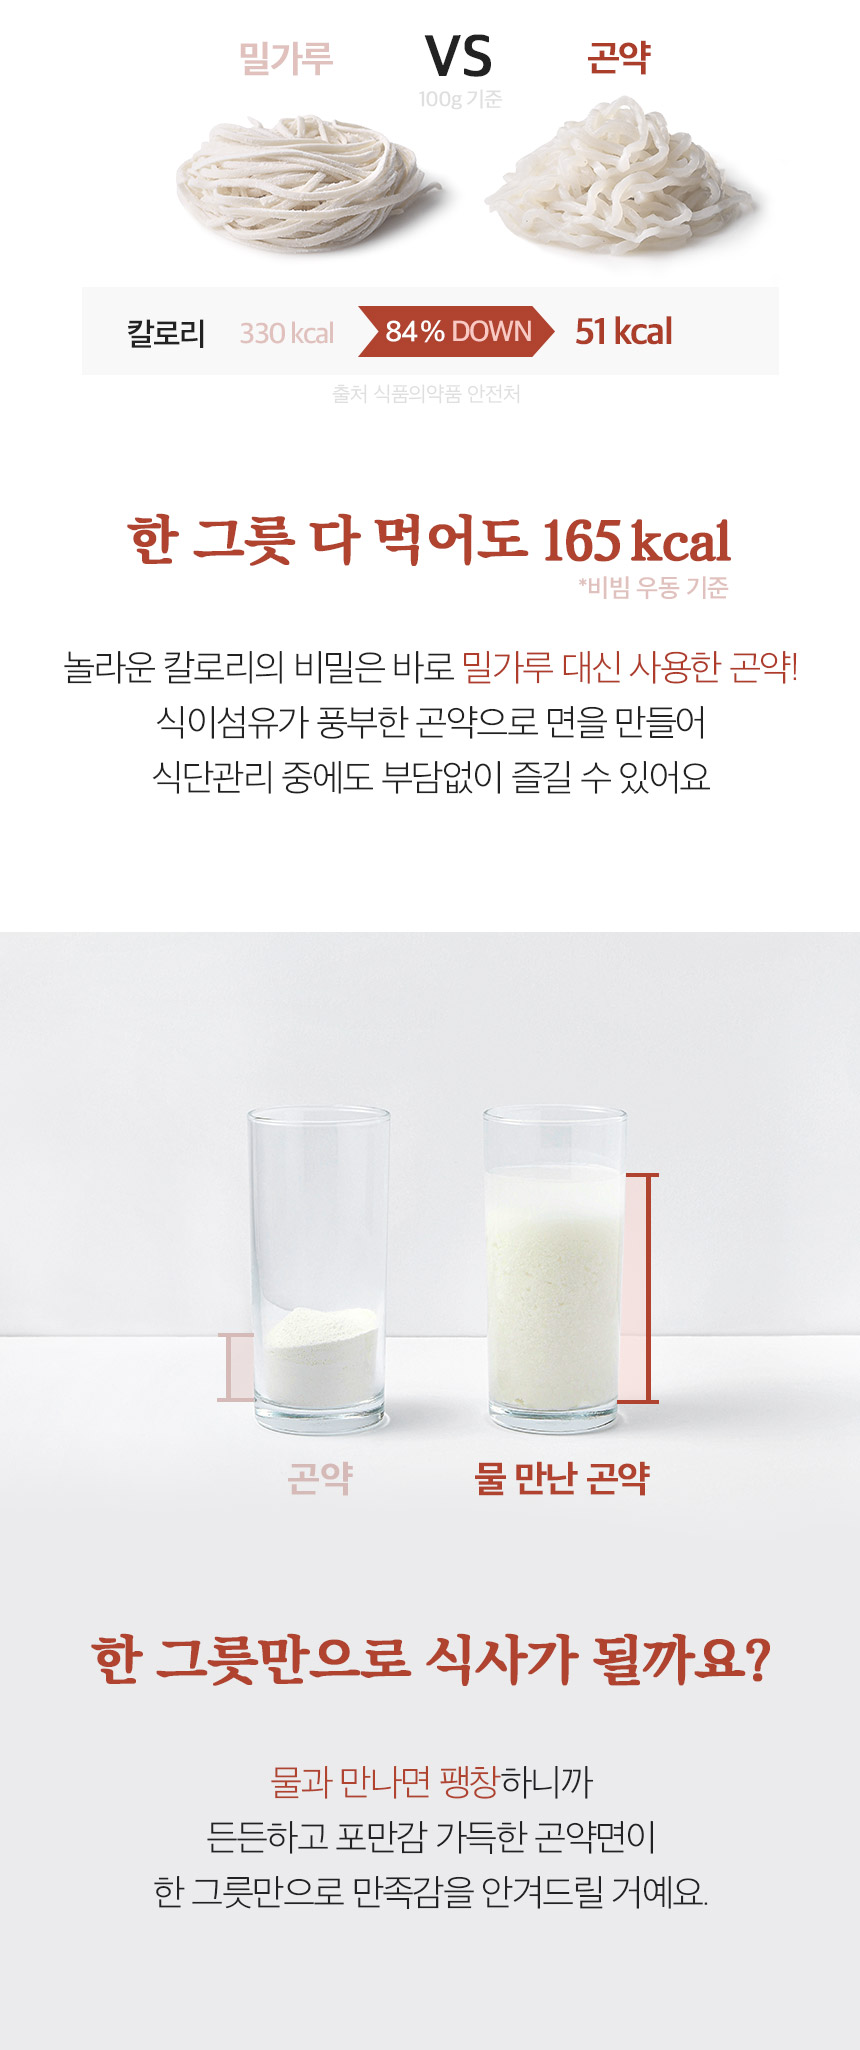 밀가루 VS 곤약
100g 기준
칼로리 330 kcal 84% DOWN 51 kcal
출처 식품의약품 안전처
한 그릇 다 먹어도 165 kcal
*비빔 우동 기준
놀라운 칼로리의 비밀은 바로 밀가루 대신 사용한 곤약!
식이섬유가 풍부한 곤약으로 면을 만들어
식단관리 중에도 부담없이 즐길 수 있어요
곤약 물 만난 곤약
한 그릇만으로 식사가 될까요?
물과 만나면 팽창하니까
든든하고 포만감 가득한 곤약면이
한 그릇만으로 만족감을 안겨드릴 거예요.